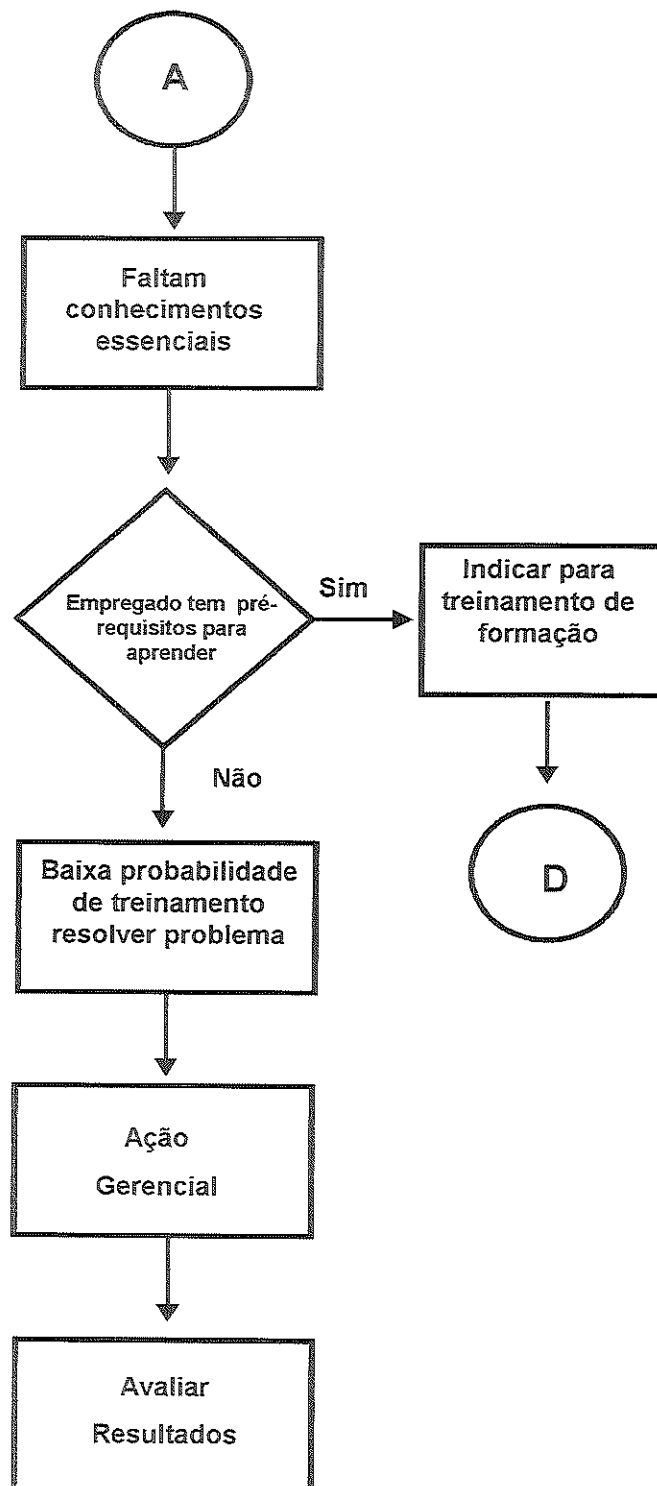 A
Faltam
conhecimentos
essenciais
Empregado tem pré-
requisitos para
aprender
Sim
Indicar para
treinamento de
formação
Não
D
Baixa probabilidade
de treinamento
resolver problema
Ação
Gerencial
Avaliar
Resultados